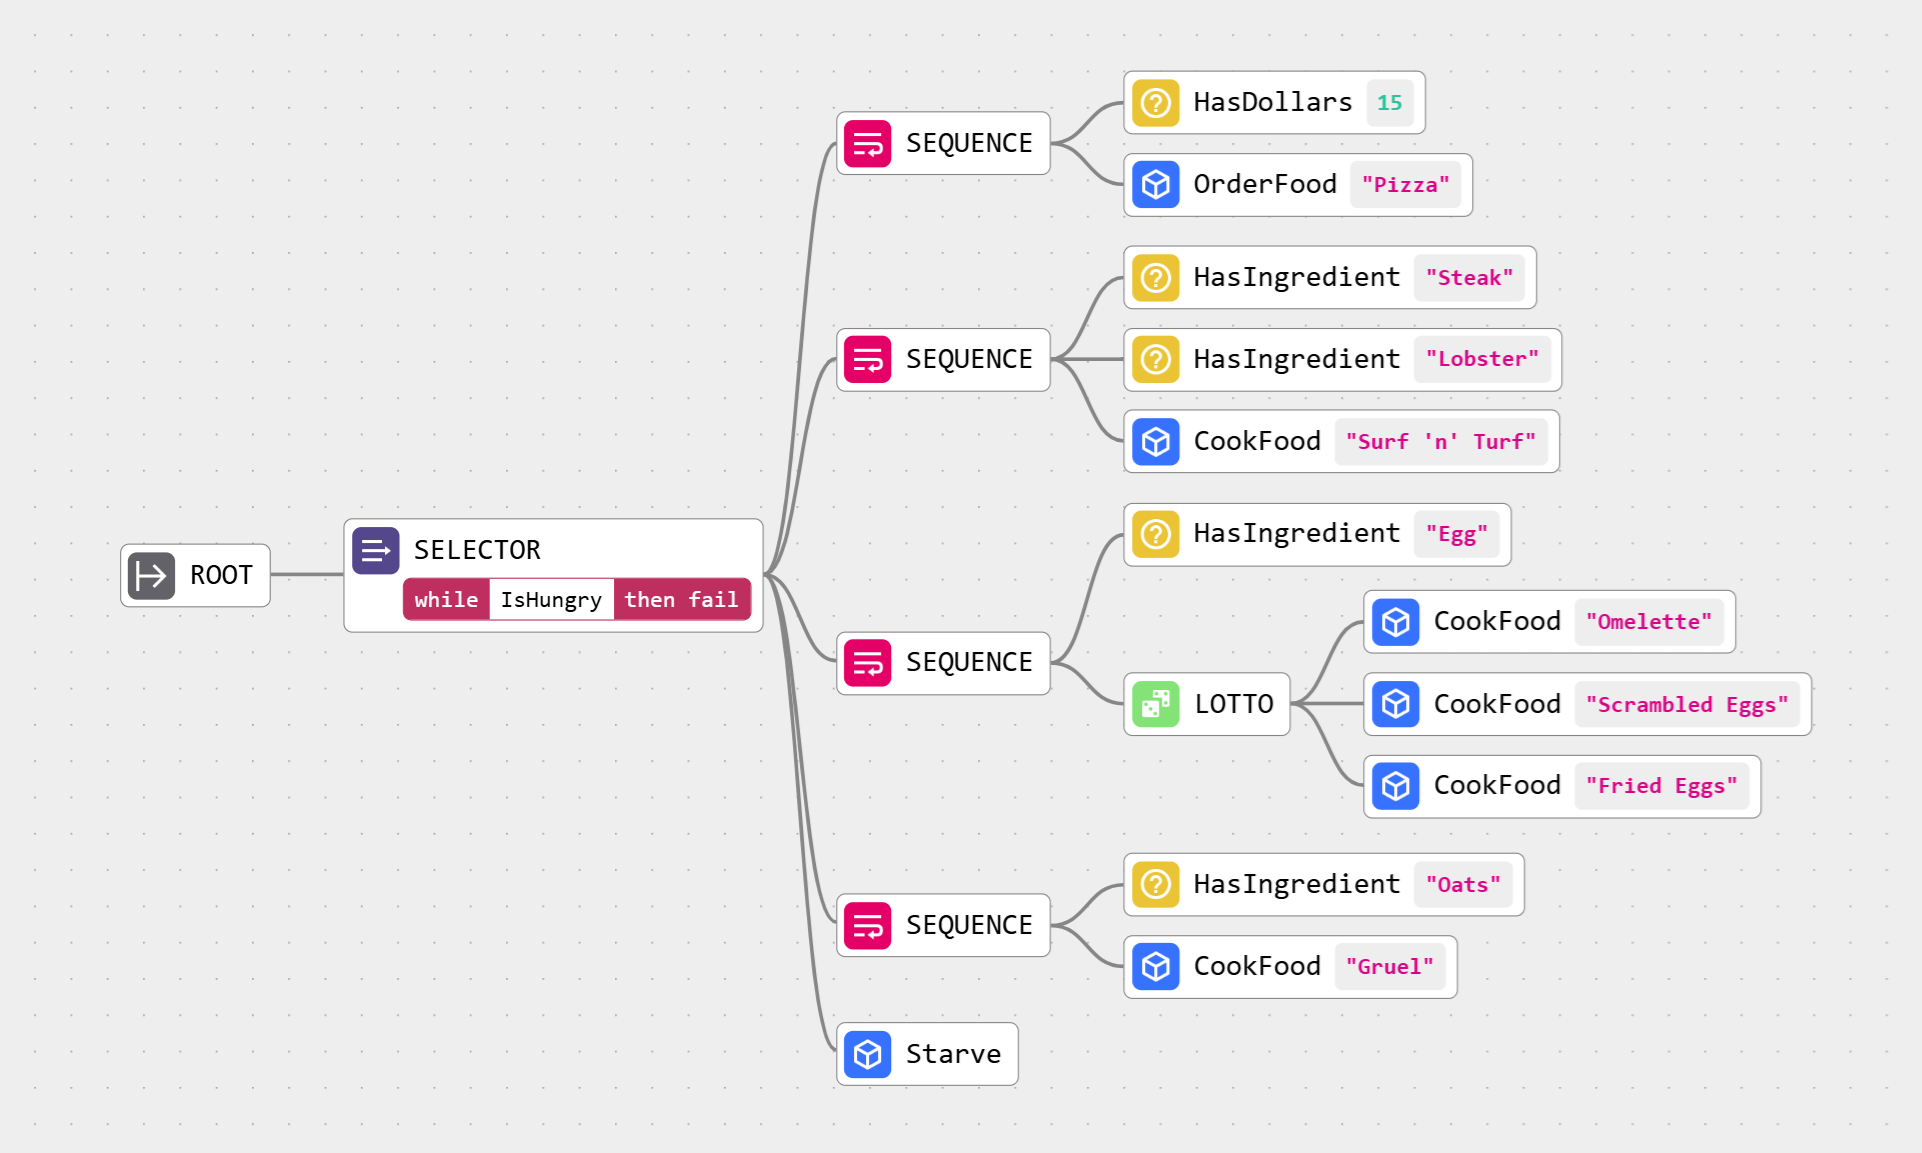 ROOT
SELECTOR
while IsHungry then fail
SEQUENCE
HasDollars 15
OrderFood "Pizza"
SEQUENCE
HasIngredient "Steak"
HasIngredient "Lobster"
CookFood "Surf 'n' Turf"
SEQUENCE
HasIngredient "Egg"
LOTTO
CookFood "Omelette"
CookFood "Scrambled Eggs"
CookFood "Fried Eggs"
SEQUENCE
HasIngredient "Oats"
CookFood "Gruel"
Starve